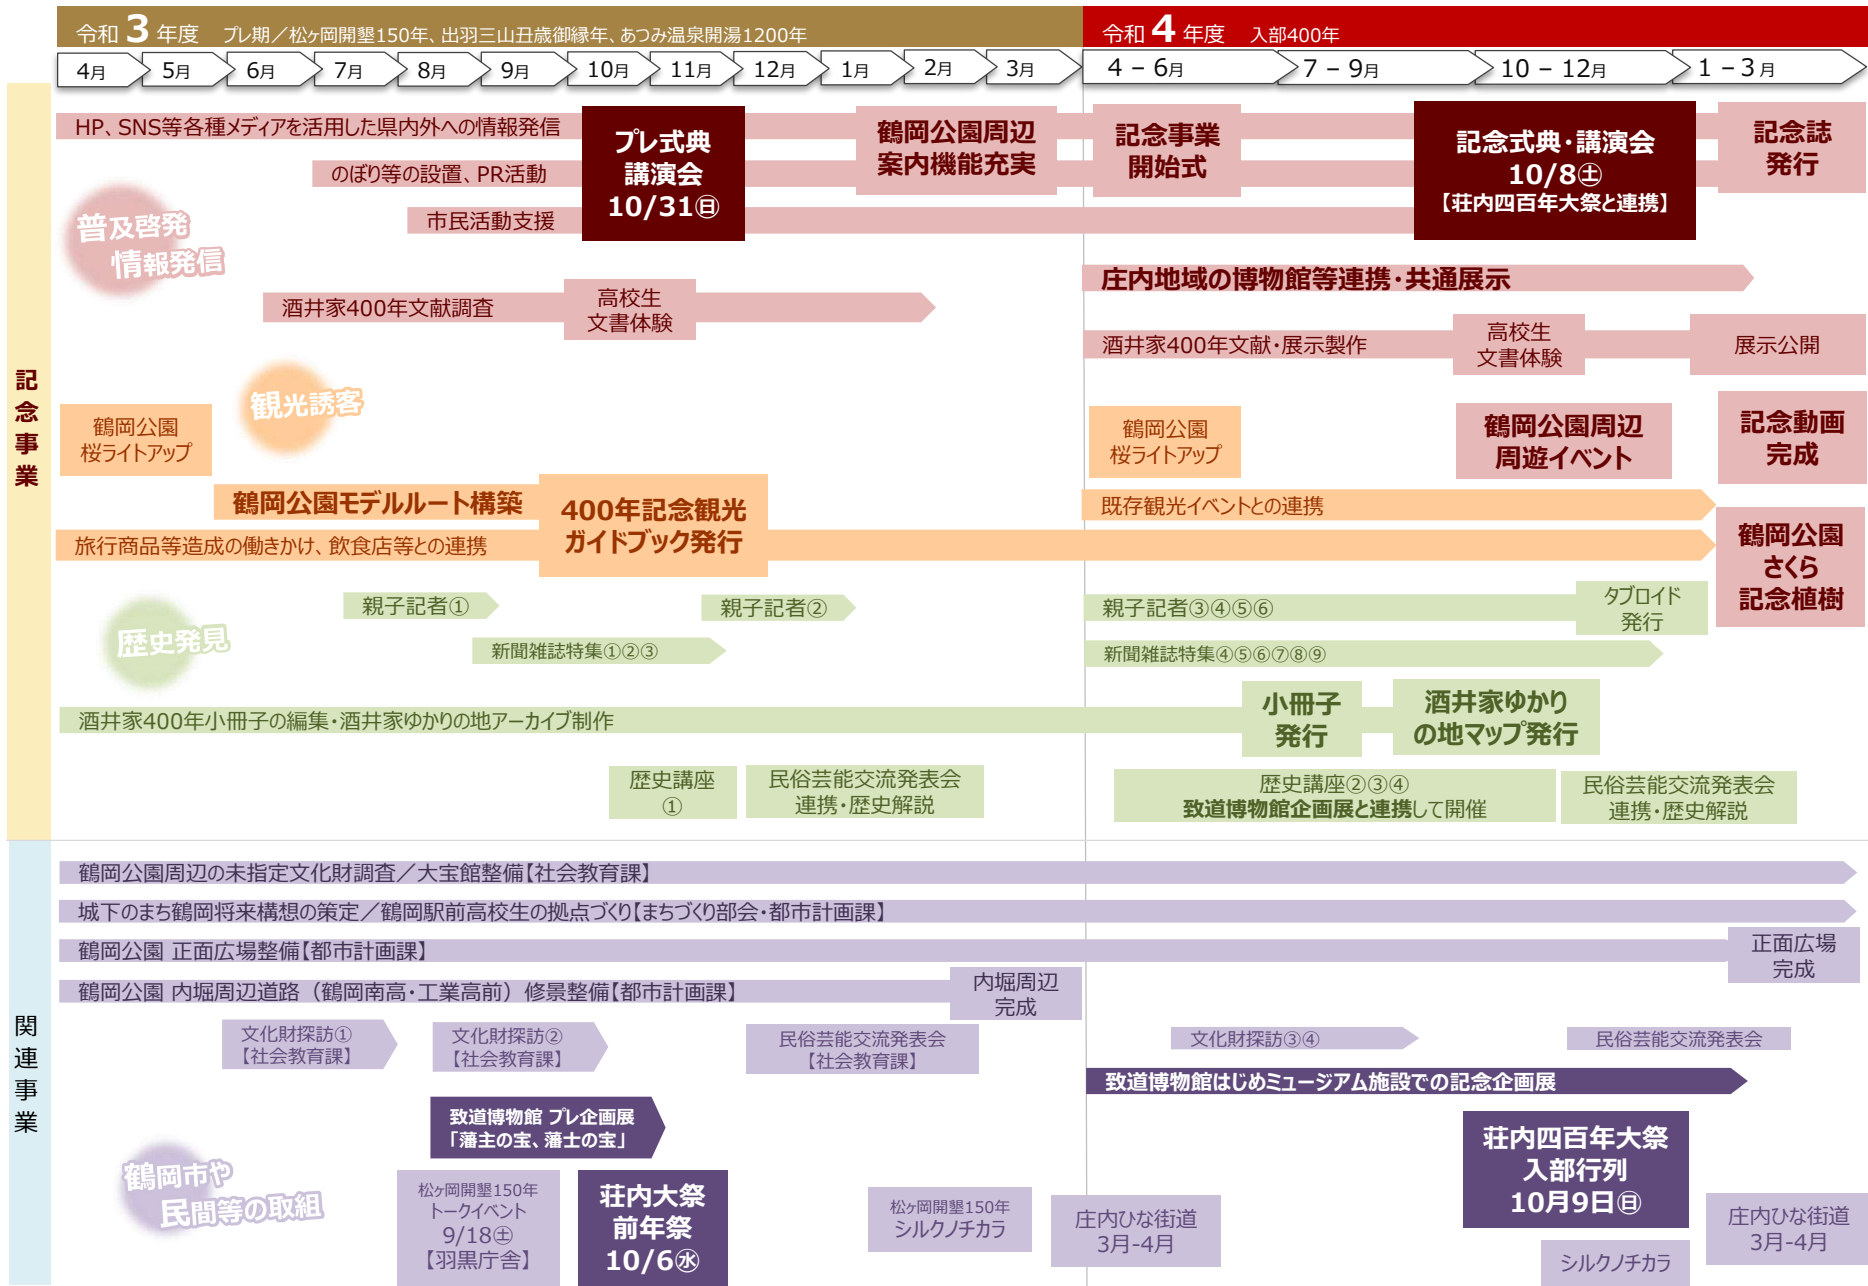 令和 3 年度 プレ期／松ヶ岡開墾150年、出羽三山丑歳御縁年、あつみ温泉開湯1200年
令和 4 年度 入部400年
4月 5月 6月 7月 8月 9月 10月 11月 12月 1月 2月 3月 4 – 6月 7 – 9月 10 – 12月 1 – 3月
記念事業
HP、SNS等各種メディアを活用した県内外への情報発信
のぼり等の設置、PR活動
市民活動支援
プレ式典
講演会
10/31㊐
鶴岡公園周辺
案内機能充実
記念事業
開始式
記念式典・講演会
10/8㊏
【荘内四百年大祭と連携】
記念誌
発行
普及啓発
情報発信
酒井家400年文献調査
高校生
文書体験
庄内地域の博物館等連携・共通展示
酒井家400年文献・展示製作
高校生
文書体験
展示公開
観光誘客
鶴岡公園
桜ライトアップ
鶴岡公園
桜ライトアップ
鶴岡公園周辺
周遊イベント
記念動画
完成
鶴岡公園モデルルート構築
旅行商品等造成の働きかけ、飲食店等との連携
400年記念観光
ガイドブック発行
既存観光イベントとの連携
鶴岡公園
さくら
記念植樹
歴史発見
親子記者①
親子記者②
親子記者③④⑤⑥
タブロイド
発行
新聞雑誌特集①②③
新聞雑誌特集④⑤⑥⑦⑧⑨
酒井家400年小冊子の編集・酒井家ゆかりの地アーカイブ制作
小冊子
発行
酒井家ゆかり
の地マップ発行
歴史講座
①
民俗芸能交流発表会
連携・歴史解説
歴史講座②③④
致道博物館企画展と連携して開催
民俗芸能交流発表会
連携・歴史解説
関連事業
鶴岡公園周辺の未指定文化財調査／大宝館整備【社会教育課】
城下のまち鶴岡将来構想の策定／鶴岡駅前高校生の拠点づくり【まちづくり部会・都市計画課】
鶴岡公園 正面広場整備【都市計画課】
正面広場
完成
鶴岡公園 内堀周辺道路（鶴岡南高・工業高前）修景整備【都市計画課】
内堀周辺
完成
文化財探訪①
【社会教育課】
文化財探訪②
【社会教育課】
民俗芸能交流発表会
【社会教育課】
文化財探訪③④
民俗芸能交流発表会
致道博物館はじめミュージアム施設での記念企画展
致道博物館 プレ企画展
「藩主の宝、藩士の宝」
鶴岡市や
民間等の取組
松ヶ岡開墾150年
トークイベント
9/18㊏
【羽黒庁舎】
荘内大祭
前年祭
10/6㊌
松ヶ岡開墾150年
シルクノチカラ
庄内ひな街道
3月-4月
荘内四百年大祭
入部行列
10月9日㊐
シルクノチカラ
庄内ひな街道
3月-4月